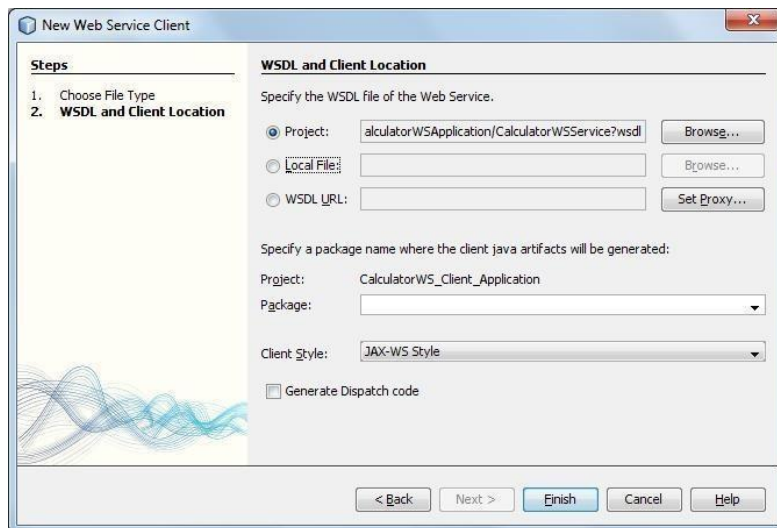 New Web Service Client
Steps
1. Choose File Type
2. WSDL and Client Location
WSDL and Client Location
Specify the WSDL file of the Web Service.
Project: alculatorWSApplication/CalculatorWSService?wsdl Browse...
Local File: Browse...
WSDL URL: Set Proxy...
Specify a package name where the client java artifacts will be generated:
Project: CalculatorWS_Client_Application
Package:
Client Style: JAX-WS Style
Generate Dispatch code
< Back Next > Finish Cancel Help